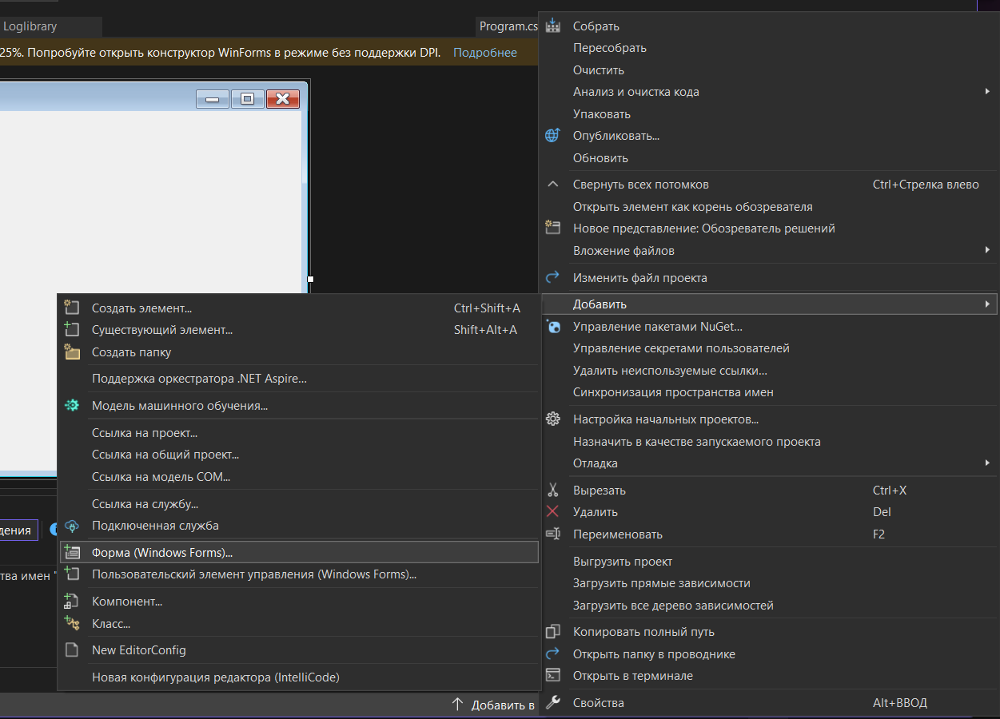 Loglibrary
Program.cs
25%. Попробуйте открыть конструктор WinForms в режиме без поддержки DPI. Подробнее
Собрать
Пересобрать
Очистить
Анализ и очистка кода
Упаковать
Опубликовать...
Обновить
Свернуть всех потомков Ctrl+Стрелка влево
Открыть элемент как корень обозревателя
Новое представление: Обозреватель решений
Вложение файлов
Изменить файл проекта
Добавить
Управление пакетами NuGet...
Управление секретами пользователей
Удалить неиспользуемые ссылки...
Синхронизация пространства имен
Настройка начальных проектов...
Назначить в качестве запускаемого проекта
Отладка
Вырезать Ctrl+X
Удалить Del
Переименовать F2
Выгрузить проект
Загрузить прямые зависимости
Загрузить все дерево зависимостей
Копировать полный путь
Открыть папку в проводнике
Открыть в терминале
Свойства Alt+ВВОД
Создать элемент... Ctrl+Shift+A
Существующий элемент... Shift+Alt+A
Создать папку
Поддержка оркестратора .NET Aspire...
Модель машинного обучения...
Ссылка на проект...
Ссылка на общий проект...
Ссылка на модель COM...
Ссылка на службу...
Подключенная служба
Форма (Windows Forms)...
Пользовательский элемент управления (Windows Forms)...
Компонент...
Класс...
New EditorConfig
Новая конфигурация редактора (IntelliCode)
дения
тва имен "
Добавить в